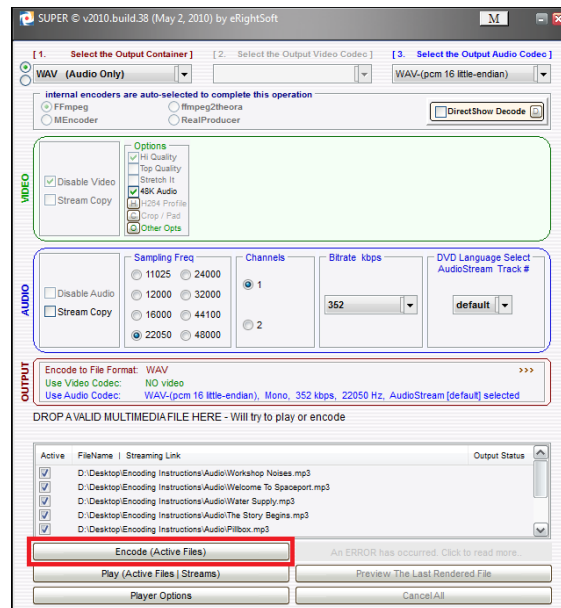 SUPER © v2010.build.38 (May 2, 2010) by eRightSoft
M
[ 1. Select the Output Container ] [ 2. Select the Output Video Codec ] [ 3. Select the Output Audio Codec ]
WAV (Audio Only) WAV-(pcm 16 little-endian)
internal encoders are auto-selected to complete this operation
FFmpeg ffmpeg2theora
MEncoder RealProducer
DirectShow Decode D
VIDEO
Disable Video
Stream Copy
Options
Hi Quality
Top Quality
Stretch It
48K Audio
H H264 Profile
C Crop / Pad
O Other Opts
AUDIO
Disable Audio
Stream Copy
Sampling Freq
11025 24000
12000 32000
16000 44100
22050 48000
Channels
1
2
Bitrate kbps
352
DVD Language Select
AudioStream Track #
default
OUTPUT
Encode to File Format: WAV >>>
Use Video Codec: NO video
Use Audio Codec: WAV-(pcm 16 little-endian), Mono, 352 kbps, 22050 Hz, AudioStream [default] selected
DROP A VALID MULTIMEDIA FILE HERE - Will try to play or encode
Active FileName | Streaming Link Output Status
D:\Desktop\Encoding Instructions\Audio\Workshop Noises.mp3
D:\Desktop\Encoding Instructions\Audio\Welcome To Spaceport.mp3
D:\Desktop\Encoding Instructions\Audio\Water Supply.mp3
D:\Desktop\Encoding Instructions\Audio\The Story Begins.mp3
D:\Desktop\Encoding Instructions\Audio\Pillbox.mp3
Encode (Active Files) An ERROR has occurred. Click to read more..
Play (Active Files | Streams) Preview The Last Rendered File
Player Options Cancel All